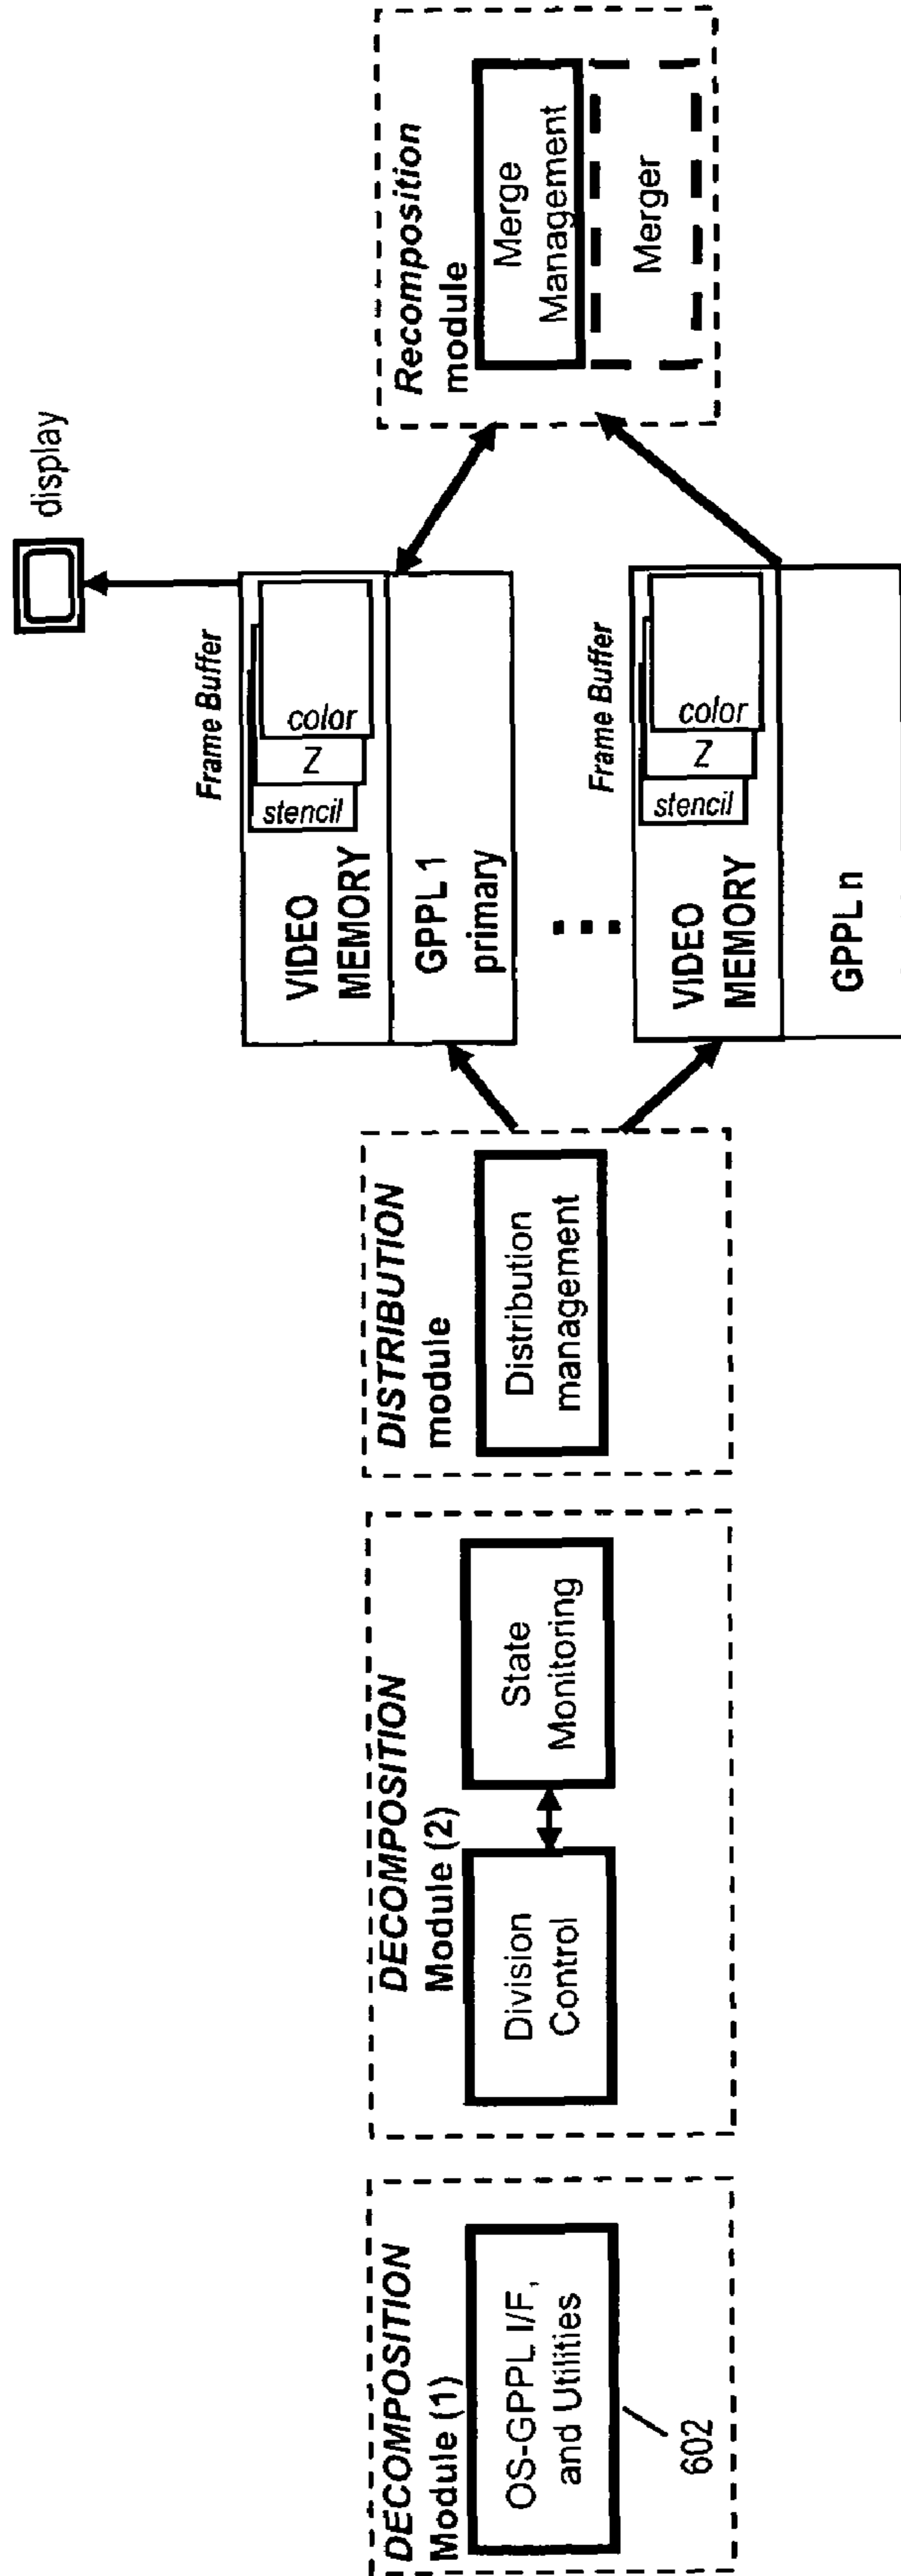 DECOMPOSITION
Module (1)
OS-GPPL I/F,
and Utilities
602
DECOMPOSITION
Module (2)
Division
Control
State
Monitoring
DISTRIBUTION
module
Distribution
management
display
Frame Buffer
stencil
Z
color
VIDEO
MEMORY
GPPL 1
primary
...
Frame Buffer
stencil
Z
color
VIDEO
MEMORY
GPPL n
Recomposition
module
Merge
Management
Merger